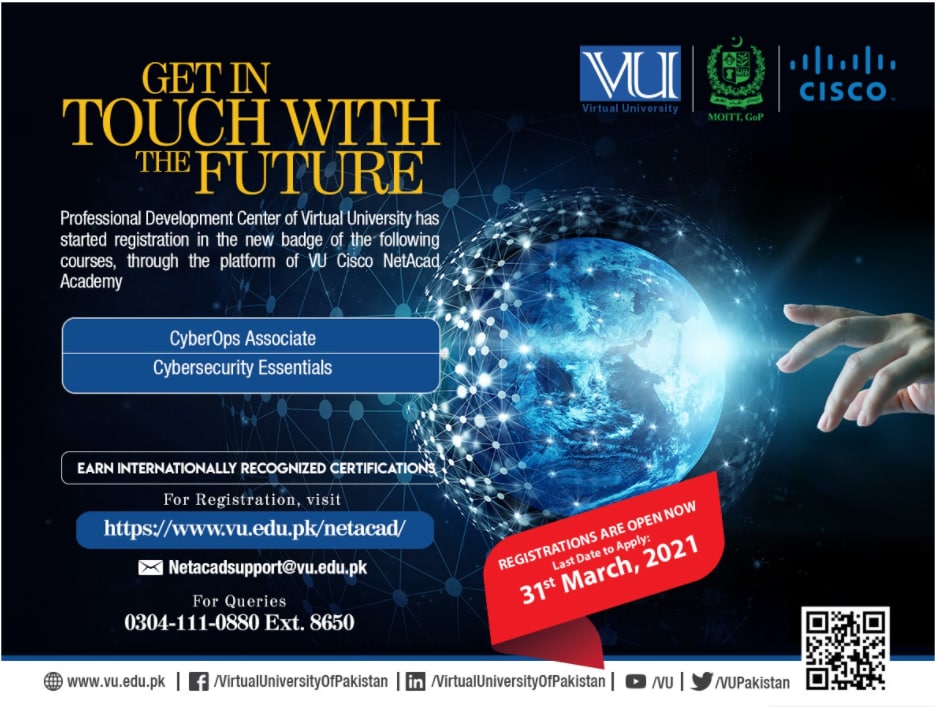 GET IN
TOUCH WITH
THE FUTURE
VU
Virtual University
MOITT, GoP
CISCO
Professional Development Center of Virtual University has
started registration in the new badge of the following
courses, through the platform of VU Cisco NetAcad
Academy
CyberOps Associate
Cybersecurity Essentials
EARN INTERNATIONALLY RECOGNIZED CERTIFICATIONS
For Registration, visit
https://www.vu.edu.pk/netacad/
Netacadsupport@vu.edu.pk
For Queries
0304-111-0880 Ext. 8650
REGISTRATIONS ARE OPEN NOW
Last Date to Apply:
31st March, 2021
www.vu.edu.pk | /VirtualUniversityOfPakistan | /VirtualUniversityOfPakistan | /VU | /VUPakistan